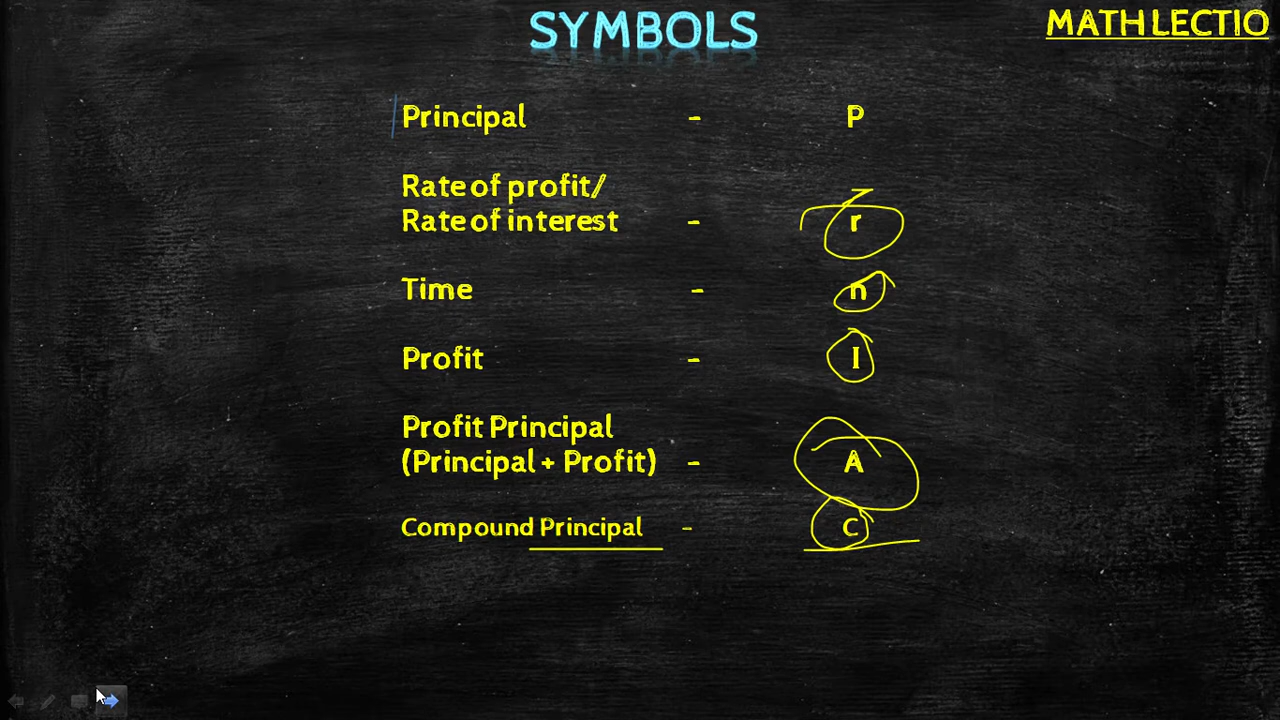 SYMBOLS
MATH LECTIO
Principal - P
Rate of profit/
Rate of interest - r
Time - n
Profit - I
Profit Principal
(Principal + Profit) - A
Compound Principal - C